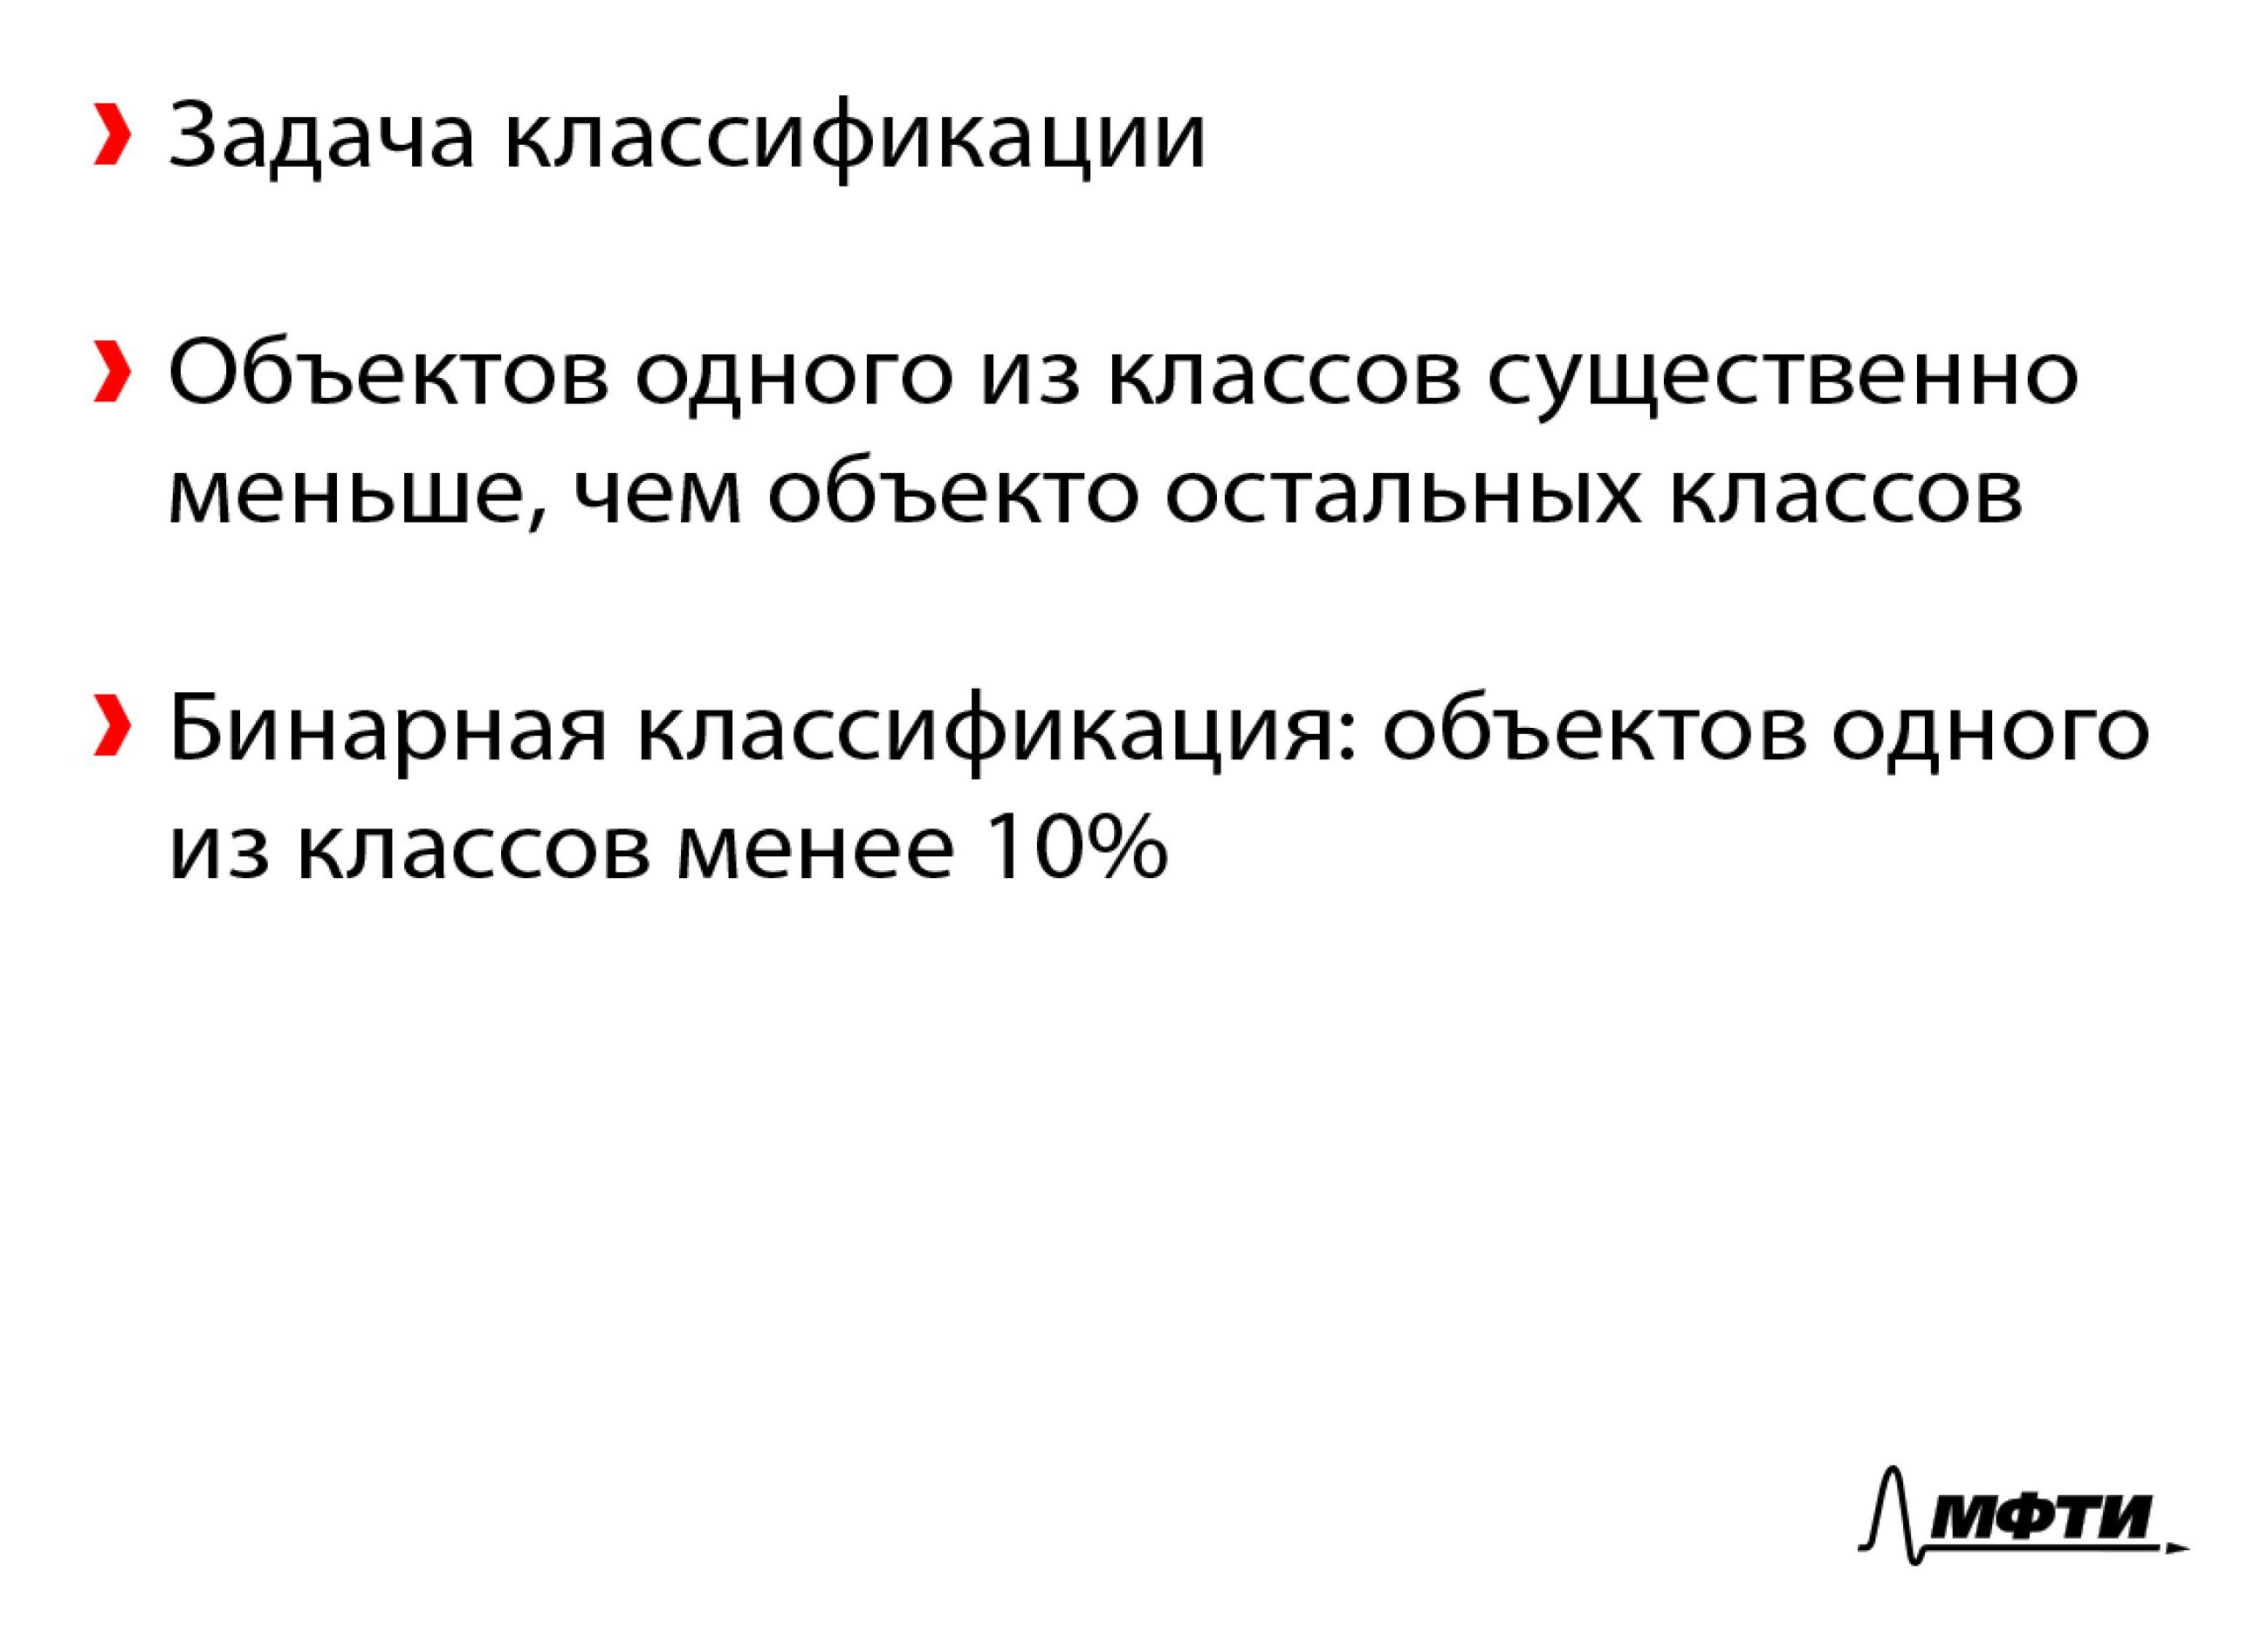 Задача классификации
Объектов одного из классов существенно
меньше, чем объекто остальных классов
Бинарная классификация: объектов одного
из классов менее 10%
МФТИ